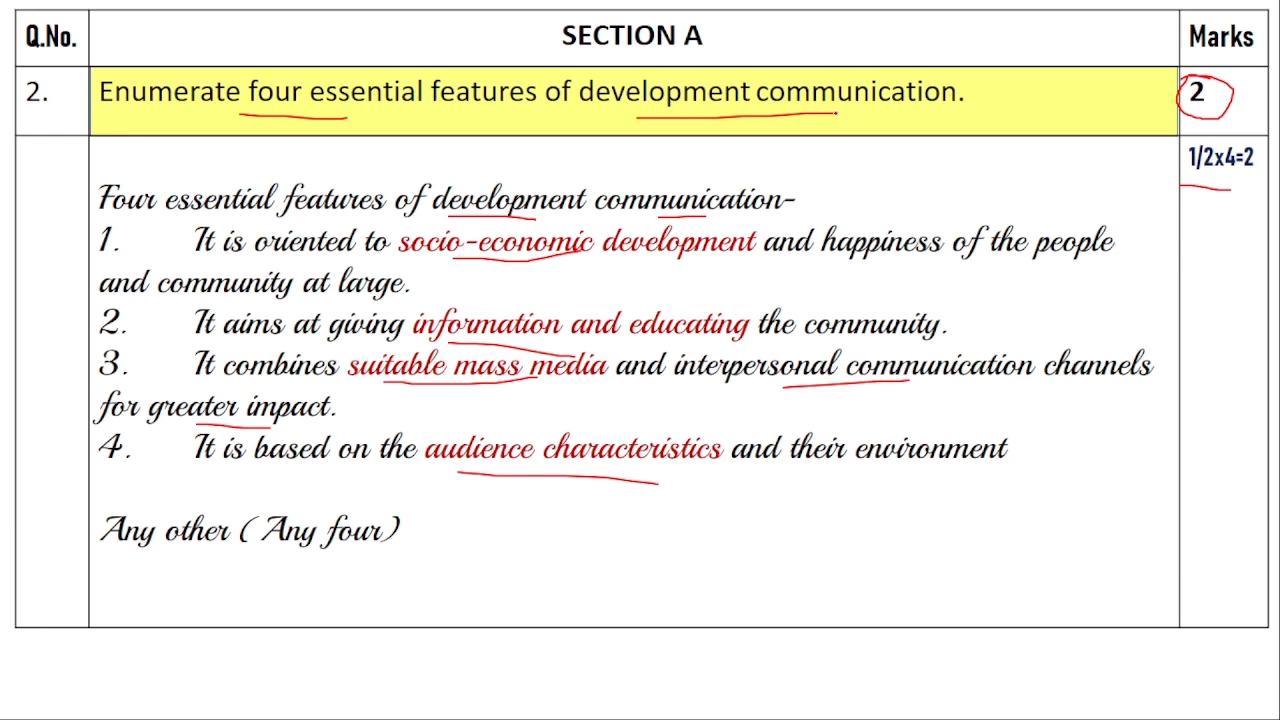 Q.No. SECTION A Marks
2. Enumerate four essential features of development communication. 2
1/2x4=2
Four essential features of development communication-
1. It is oriented to socio-economic development and happiness of the people
and community at large.
2. It aims at giving information and educating the community.
3. It combines suitable mass media and interpersonal communication channels
for greater impact.
4. It is based on the audience characteristics and their environment
Any other ( Any four)